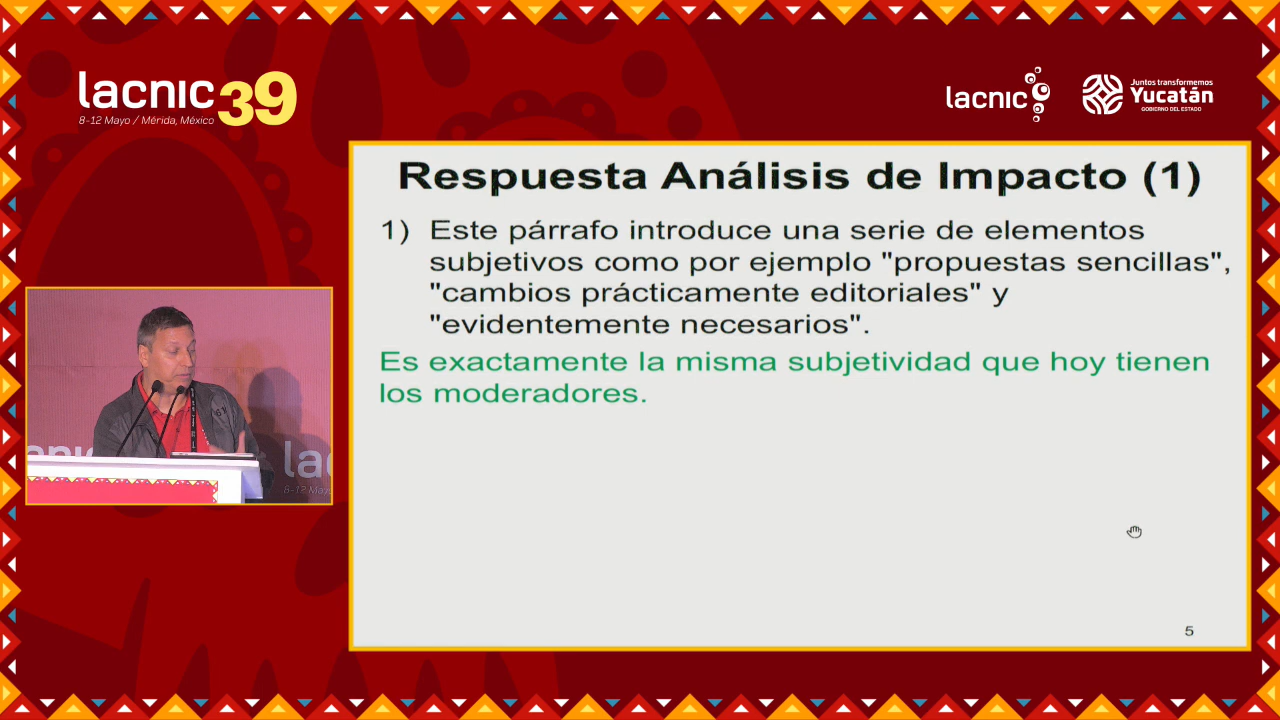 lacnic39
8-12 Mayo / Mérida, México
lacnic
Juntos transformemos
Yucatán
GOBIERNO DEL ESTADO
Respuesta Análisis de Impacto (1)
1) Este párrafo introduce una serie de elementos
subjetivos como por ejemplo "propuestas sencillas",
"cambios prácticamente editoriales" y
"evidentemente necesarios".
Es exactamente la misma subjetividad que hoy tienen
los moderadores.
5